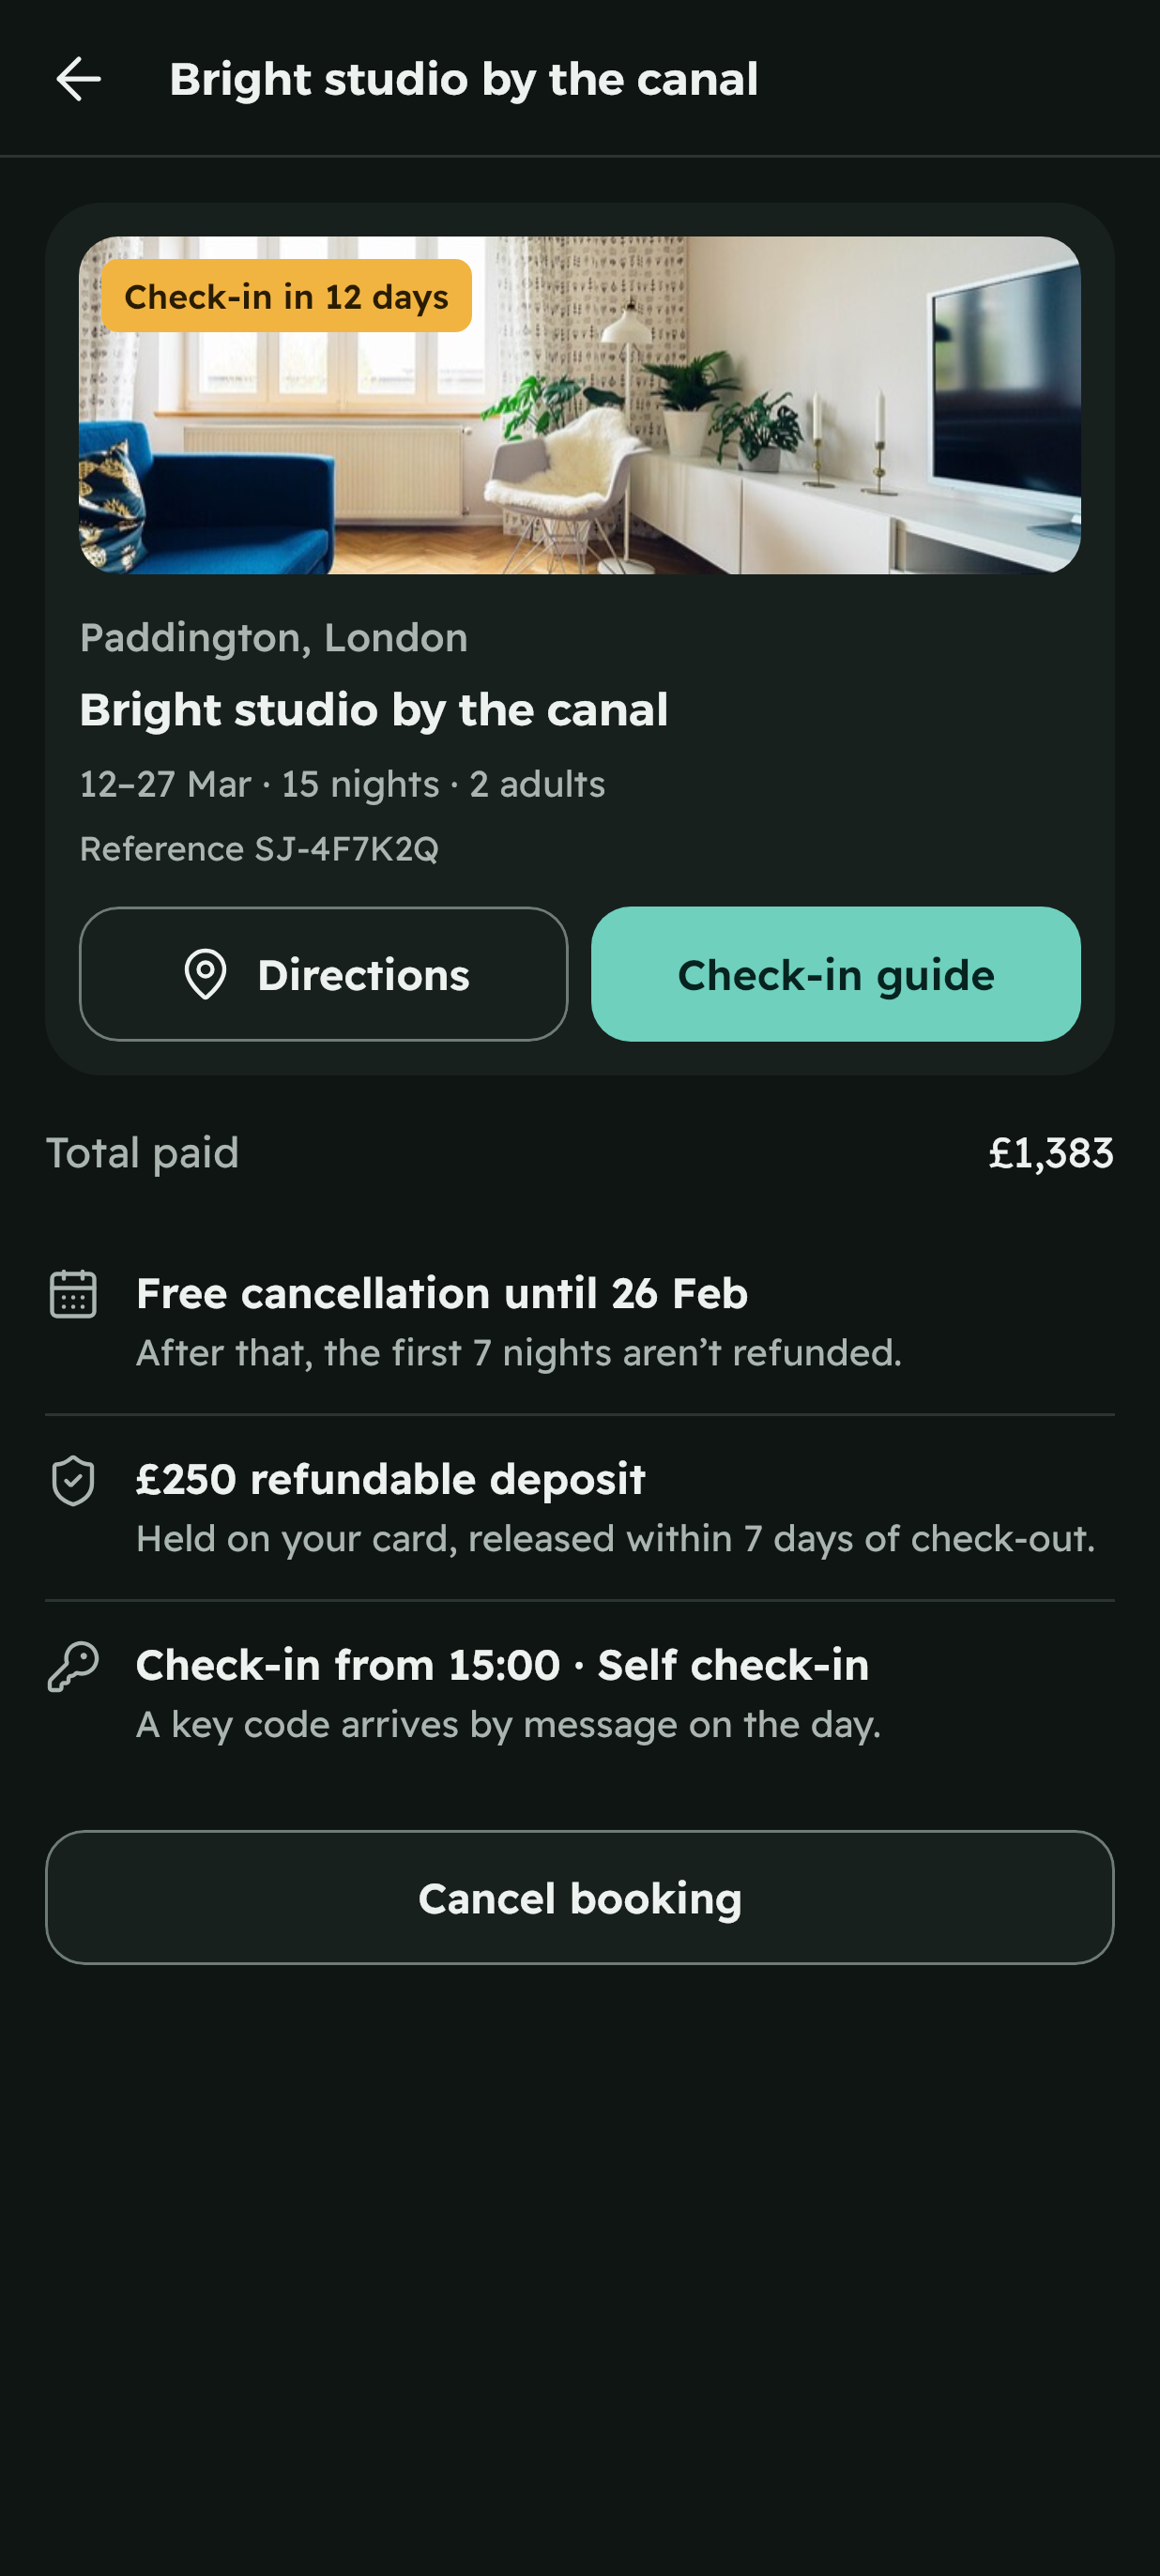 Bright studio by the canal
Check-in in 12 days
Paddington, London
Bright studio by the canal
12–27 Mar · 15 nights · 2 adults
Reference SJ-4F7K2Q
Directions
Check-in guide
Total paid £1,383
Free cancellation until 26 Feb
After that, the first 7 nights aren’t refunded.
£250 refundable deposit
Held on your card, released within 7 days of check-out.
Check-in from 15:00 · Self check-in
A key code arrives by message on the day.
Cancel booking